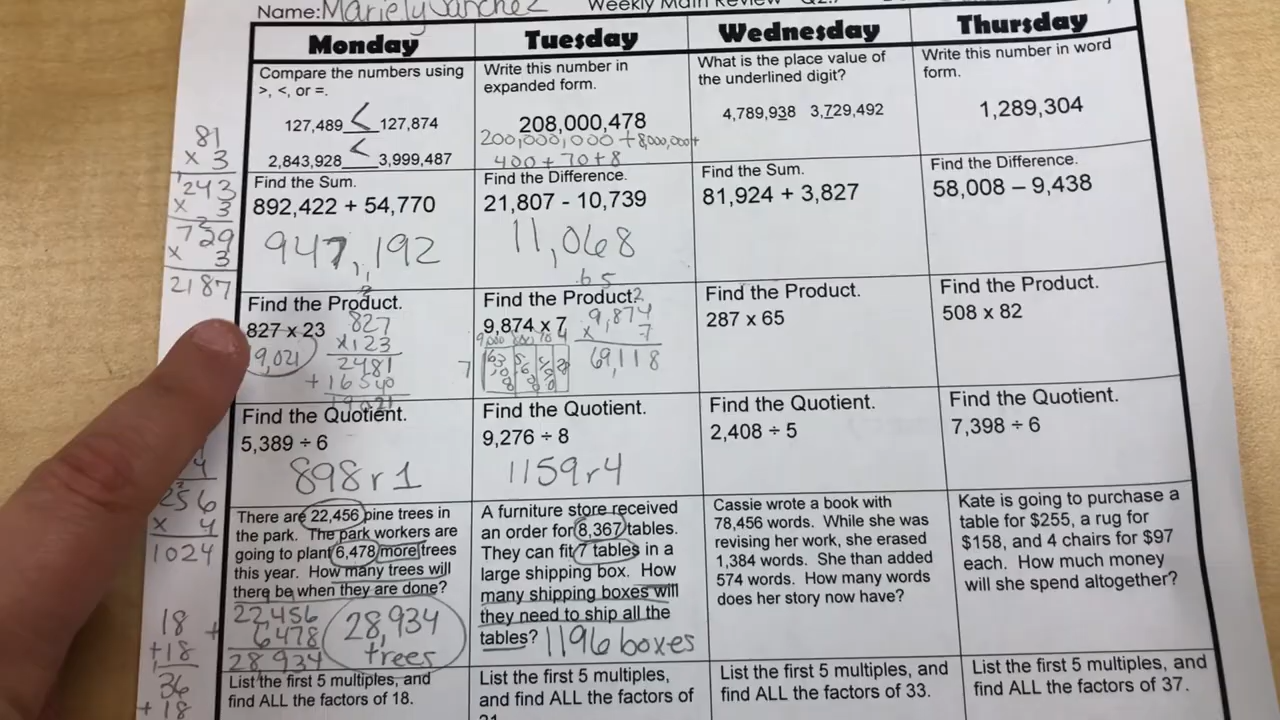 Name: Mariely Sanchez Weekly Math Review
Monday Tuesday Wednesday Thursday
Compare the numbers using
>, <, or =.
127,489 < 127,874
2,843,928 < 3,999,487
Write this number in
expanded form.
208,000,478
200,000,000 + 8,000,000+
400 + 70 + 8
What is the place value of
the underlined digit?
4,789,938 3,729,492
Write this number in word
form.
1,289,304
81
x 3
243
x 3
729
x 3
2187
Find the Sum.
892,422 + 54,770
947,192
Find the Difference.
21,807 - 10,739
11,068
Find the Sum.
81,924 + 3,827
Find the Difference.
58,008 – 9,438
Find the Product.
827 x 23
9,021
827
x 23
2481
+16540
Find the Product.
9,874 x 7
9,874
x 7
69,118
7
Find the Product.
287 x 65
Find the Product.
508 x 82
Find the Quotient.
5,389 ÷ 6
898 r 1
Find the Quotient.
9,276 ÷ 8
1159 r 4
Find the Quotient.
2,408 ÷ 5
Find the Quotient.
7,398 ÷ 6
4
256
x 4
1024
There are 22,456 pine trees in
the park. The park workers are
going to plant 6,478 more trees
this year. How many trees will
there be when they are done?
22,456
+ 6478
28934
28,934
trees
A furniture store received
an order for 8,367 tables.
They can fit 7 tables in a
large shipping box. How
many shipping boxes will
they need to ship all the
tables? 1196 boxes
Cassie wrote a book with
78,456 words. While she was
revising her work, she erased
1,384 words. She than added
574 words. How many words
does her story now have?
Kate is going to purchase a
table for $255, a rug for
$158, and 4 chairs for $97
each. How much money
will she spend altogether?
18
+18
36
+18
List the first 5 multiples, and
find ALL the factors of 18.
List the first 5 multiples,
and find ALL the factors of
List the first 5 multiples, and
find ALL the factors of 33.
List the first 5 multiples, and
find ALL the factors of 37.